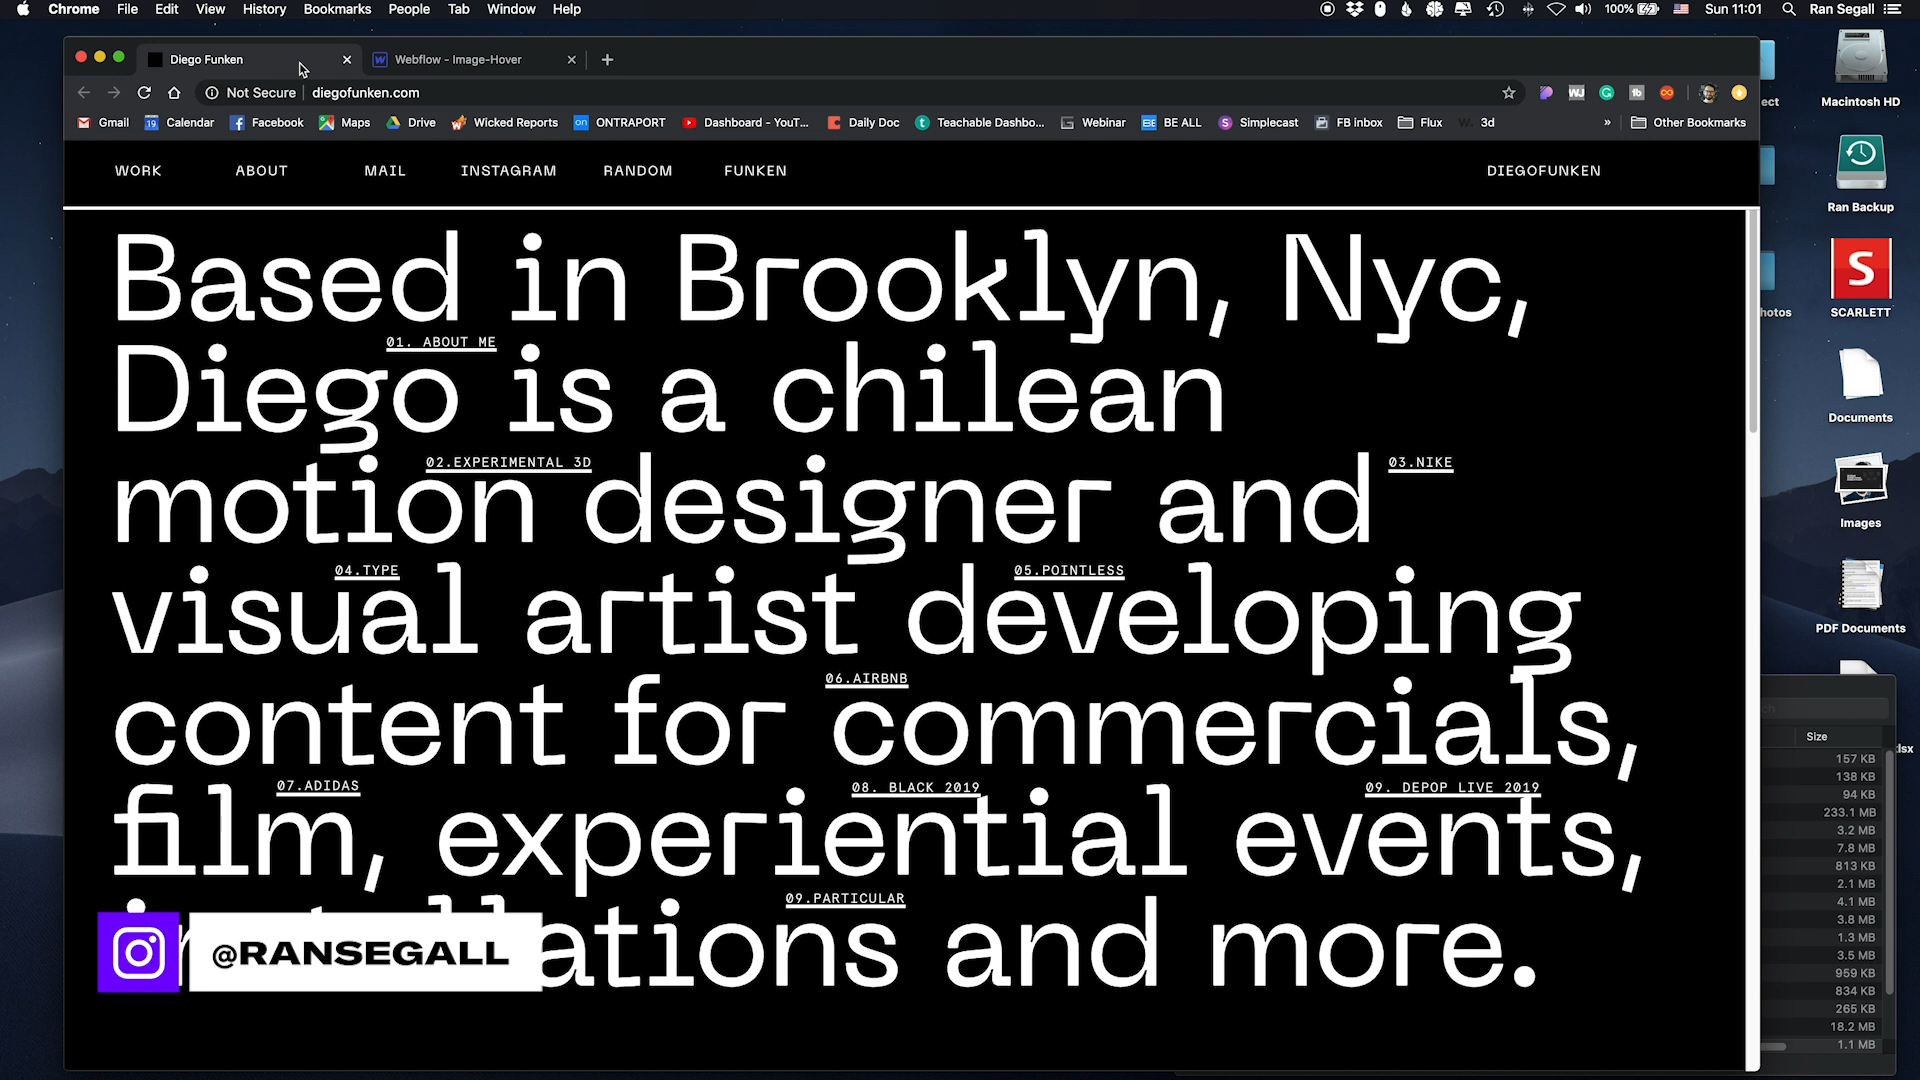 Chrome File Edit View History Bookmarks People Tab Window Help
100% Sun 11:01 Ran Segall
Diego Funken
Webflow - Image-Hover
Not Secure diegofunken.com
Gmail Calendar Facebook Maps Drive Wicked Reports ONTRAPORT Dashboard - YouT... Daily Doc Teachable Dashbo... Webinar BE ALL Simplecast FB inbox Flux 3d » Other Bookmarks
WORK ABOUT MAIL INSTAGRAM RANDOM FUNKEN DIEGOFUNKEN
Based in Brooklyn, Nyc,
01. ABOUT ME
Diego is a chilean
02.EXPERIMENTAL 3D 03.NIKE
motion designer and
04.TYPE 05.POINTLESS
visual artist developing
06.AIRBNB
content for commercials,
07.ADIDAS 08. BLACK 2019 09. DEPOP LIVE 2019
film, experiential events,
09.PARTICULAR
ations and more.
@RANSEGALL
Macintosh HD
Ran Backup
SCARLETT
Documents
Images
PDF Documents
ect
hotos
ch
Size
157 KB
138 KB
94 KB
233.1 MB
3.2 MB
7.8 MB
813 KB
2.1 MB
4.1 MB
3.8 MB
1.3 MB
3.5 MB
959 KB
834 KB
265 KB
18.2 MB
1.1 MB